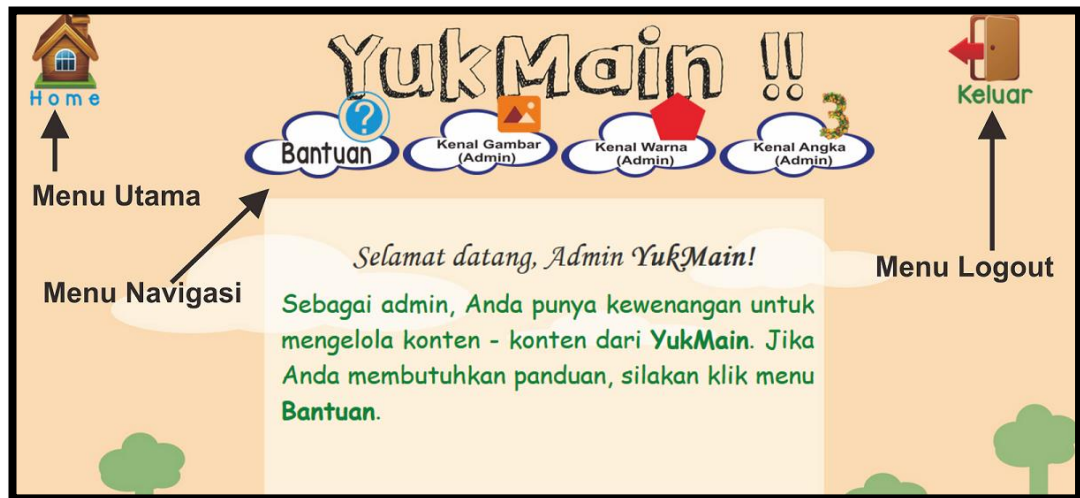 YukMain !!
Home
Keluar
Bantuan
?
Kenal Gambar
(Admin)
Kenal Warna
(Admin)
Kenal Angka
(Admin)
3
Menu Utama
Menu Navigasi
Menu Logout
Selamat datang, Admin YukMain!
Sebagai admin, Anda punya kewenangan untuk
mengelola konten - konten dari YukMain. Jika
Anda membutuhkan panduan, silakan klik menu
Bantuan.